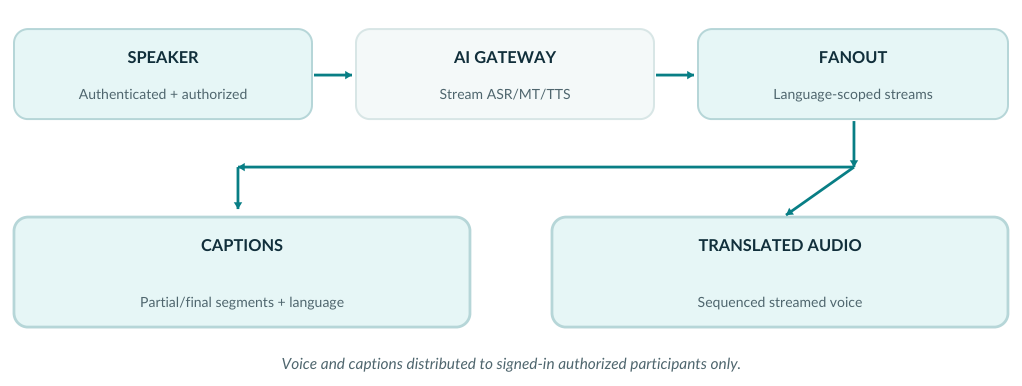 SPEAKER
Authenticated + authorized
AI GATEWAY
Stream ASR/MT/TTS
FANOUT
Language-scoped streams
CAPTIONS
Partial/final segments + language
TRANSLATED AUDIO
Sequenced streamed voice
Voice and captions distributed to signed-in authorized participants only.